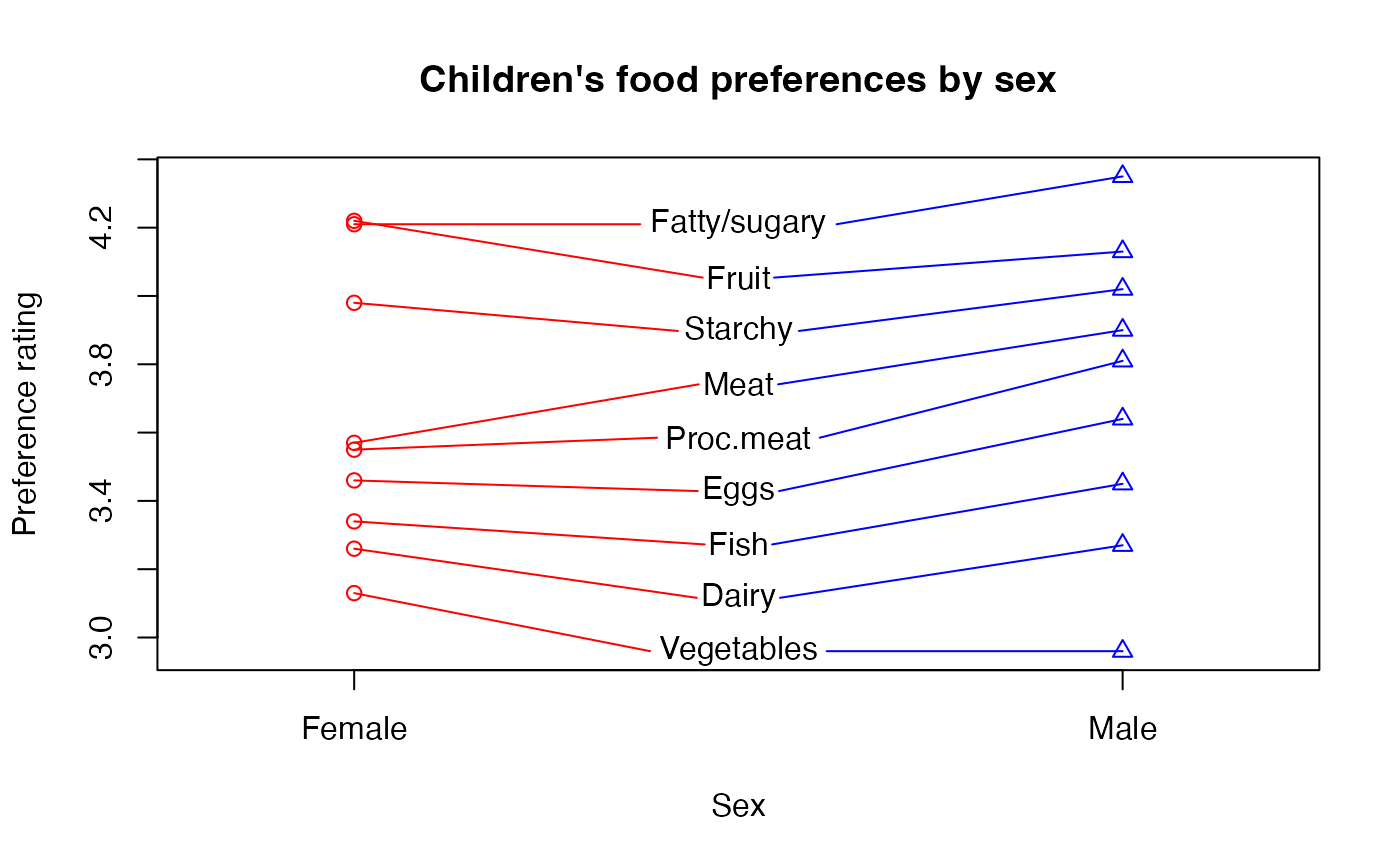 Children's food preferences by sex
Preference rating
4.2
3.8
3.4
3.0
Fatty/sugary
Fruit
Starchy
Meat
Proc.meat
Eggs
Fish
Dairy
Vegetables
Female
Male
Sex